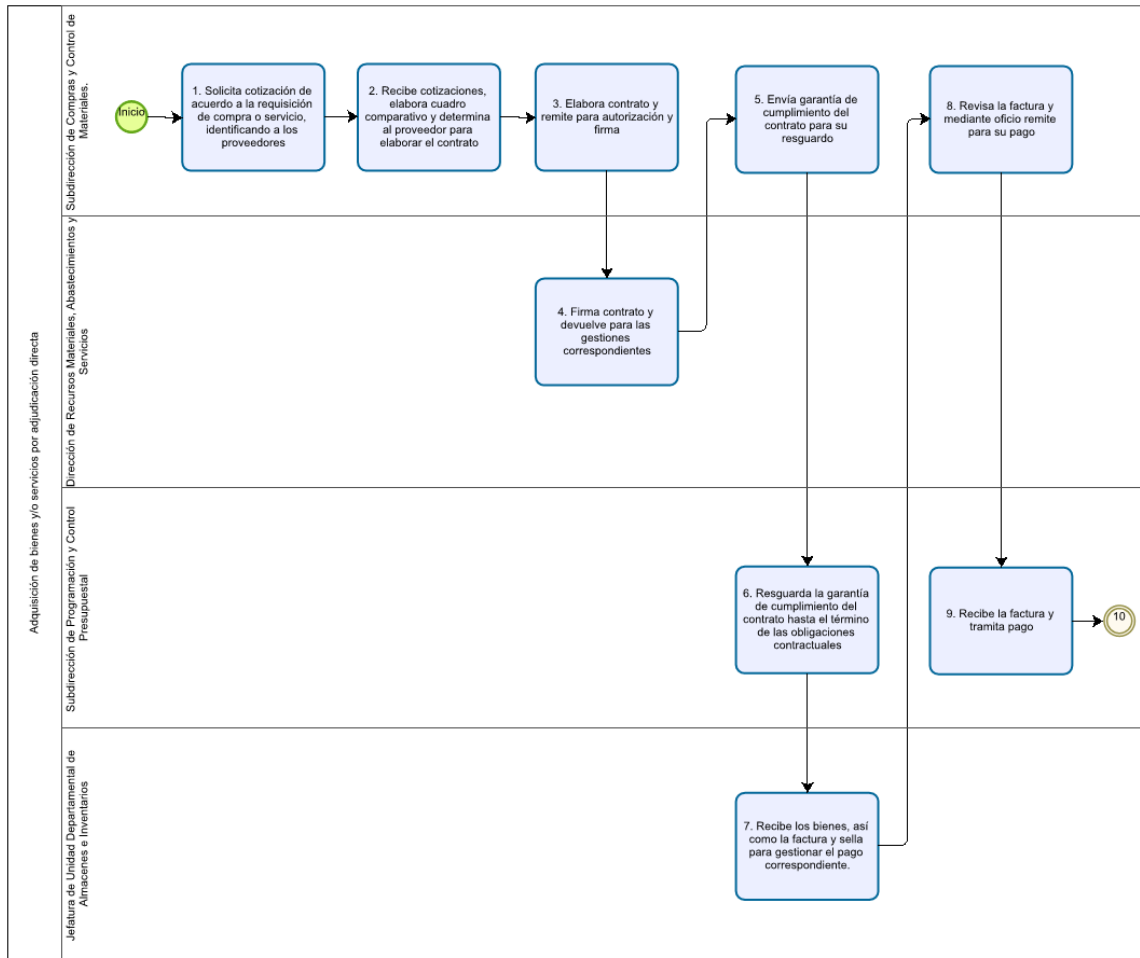 Adquisición de bienes y/o servicios por adjudicación directa
Subdirección de Compras y Control de
Materiales.
Inicio
1. Solicita cotización de
acuerdo a la requisición
de compra o servicio,
identificando a los
proveedores
2. Recibe cotizaciones,
elabora cuadro
comparativo y determina
al proveedor para
elaborar el contrato
3. Elabora contrato y
remite para autorización y
firma
5. Envía garantía de
cumplimiento del
contrato para su
resguardo
8. Revisa la factura y
mediante oficio remite
para su pago
Dirección de Recursos Materiales, Abastecimientos y
Servicios
4. Firma contrato y
devuelve para las
gestiones
correspondientes
Subdirección de Programación y Control
Presupuestal
6. Resguarda la garantía
de cumplimiento del
contrato hasta el término
de las obligaciones
contractuales
9. Recibe la factura y
tramita pago
10
Jefatura de Unidad Departamental de
Almacenes e Inventarios
7. Recibe los bienes, así
como la factura y sella
para gestionar el pago
correspondiente.